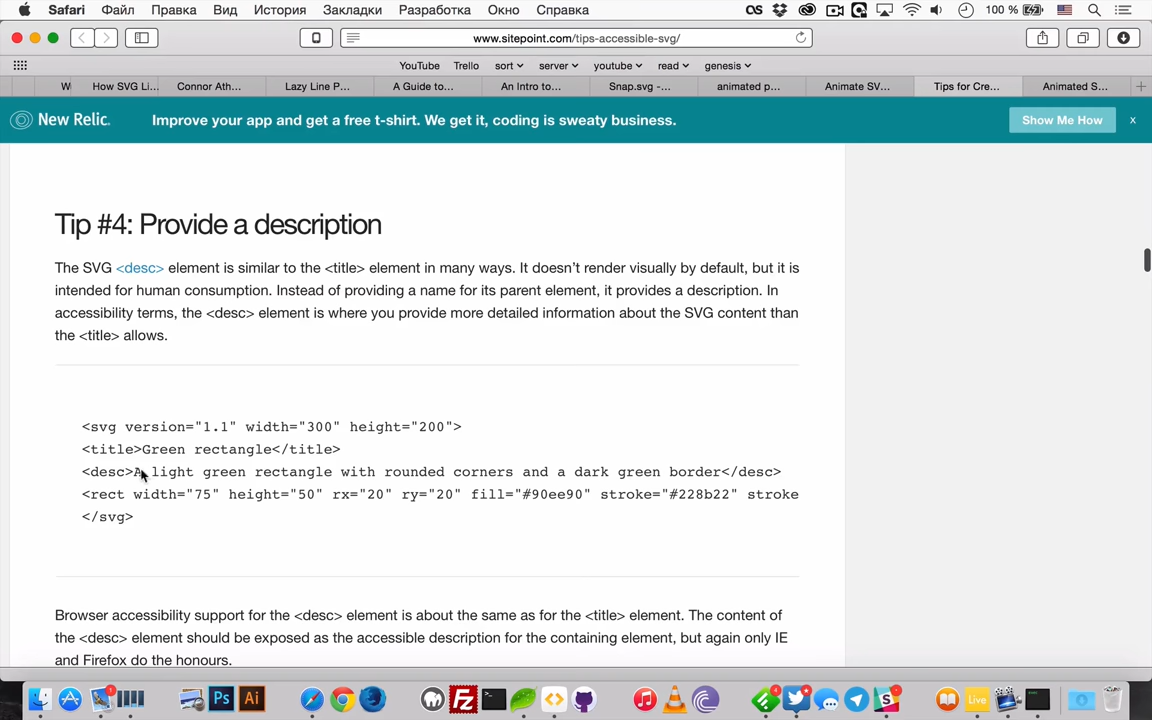 Safari Файл Правка Вид История Закладки Разработка Окно Справка 100 %
www.sitepoint.com/tips-accessible-svg/
YouTube Trello sort server youtube read genesis
W How SVG Li... Connor Ath... Lazy Line P... A Guide to... An Intro to... Snap.svg -... animated p... Animate SV... Tips for Cre... Animated S...
New Relic. Improve your app and get a free t-shirt. We get it, coding is sweaty business. Show Me How x
Tip #4: Provide a description
The SVG <desc> element is similar to the <title> element in many ways. It doesn't render visually by default, but it is
intended for human consumption. Instead of providing a name for its parent element, it provides a description. In
accessibility terms, the <desc> element is where you provide more detailed information about the SVG content than
the <title> allows.
<svg version="1.1" width="300" height="200">
<title>Green rectangle</title>
<desc>A light green rectangle with rounded corners and a dark green border</desc>
<rect width="75" height="50" rx="20" ry="20" fill="#90ee90" stroke="#228b22" stroke
</svg>
Browser accessibility support for the <desc> element is about the same as for the <title> element. The content of
the <desc> element should be exposed as the accessible description for the containing element, but again only IE
and Firefox do the honours.
Ps Ai Fz Live